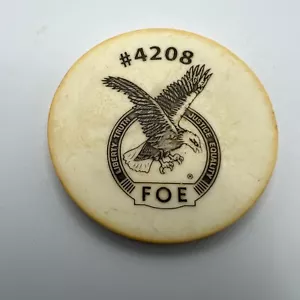 #4208
LIBERTY TRUTH
JUSTICE EQUALITY
®
FOE